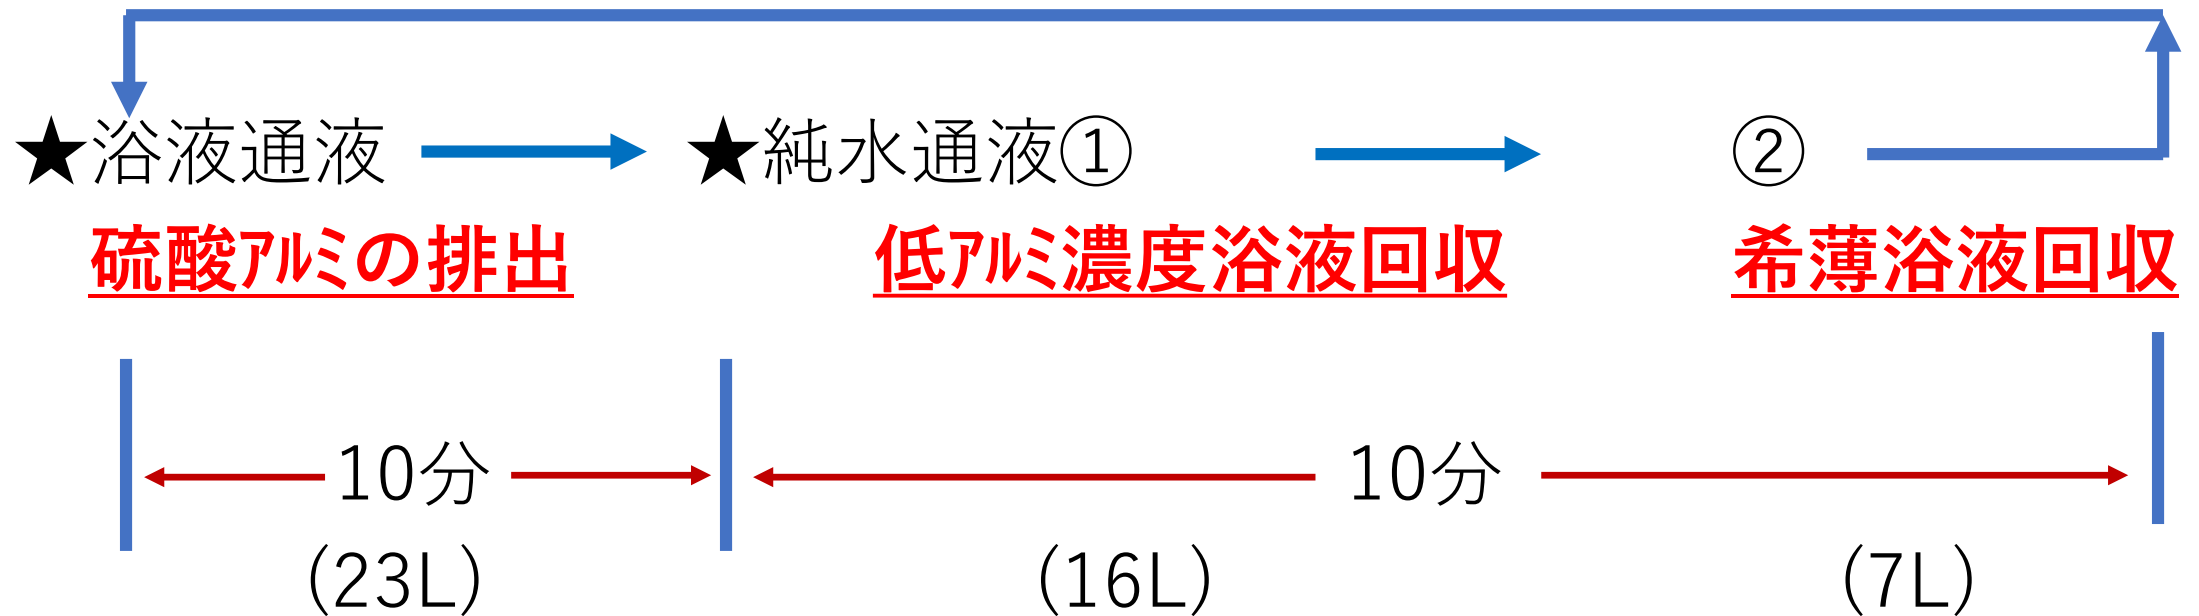 ★浴液通液 ★純水通液① ②
硫酸ｱﾙﾐの排出 低ｱﾙﾐ濃度浴液回収 希薄浴液回収
10分 10分
(23L) (16L) (7L)